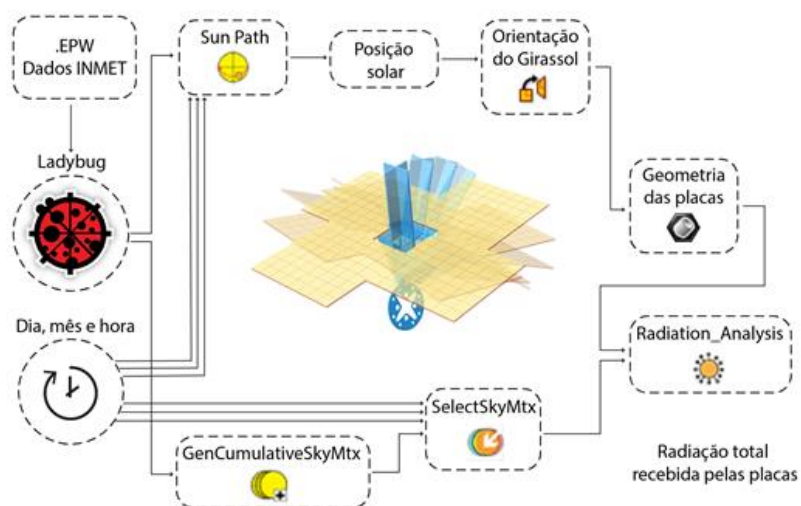 .EPW
Dados INMET
Sun Path
Posição
solar
Orientação
do Girassol
Ladybug
Geometria
das placas
Dia, mês e hora
Radiation_Analysis
SelectSkyMtx
GenCumulativeSkyMtx
Radiação total
recebida pelas placas